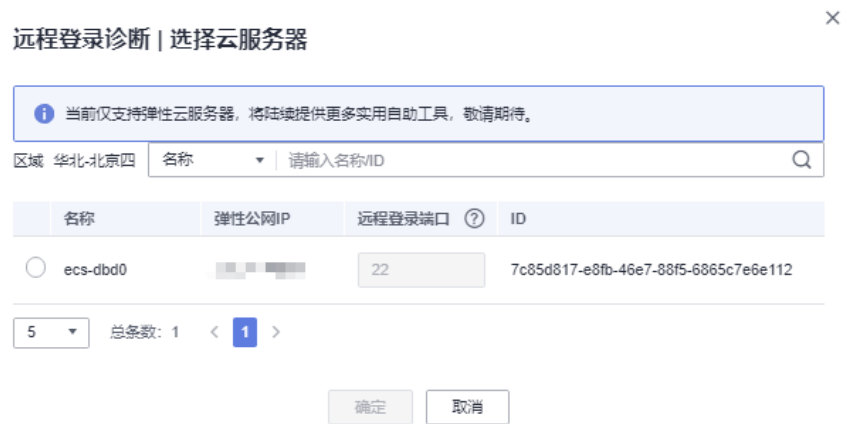 远程登录诊断 | 选择云服务器
当前仅支持弹性云服务器，将陆续提供更多实用自助工具，敬请期待。
区域 华北-北京四 名称 请输入名称/ID
名称 弹性公网IP 远程登录端口 ? ID
ecs-dbd0 22 7c85d817-e8fb-46e7-88f5-6865c7e6e112
5 总条数：1 < 1 >
确定 取消